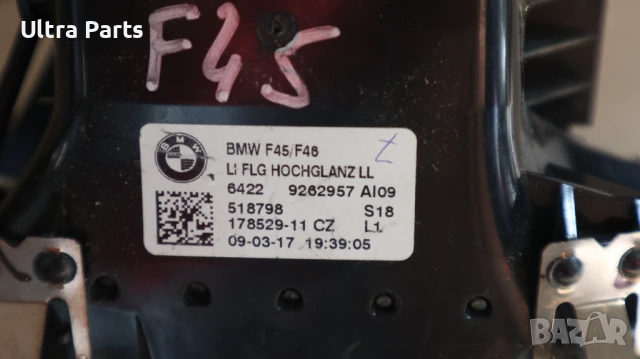 Ultra Parts
F45
BMW
BMW F45/F46
FLG HOCHGLANZ LL
6422 9262957 AI09
518798 S18
178529-11 CZ L1
09-03-17 19:39:05
bazar